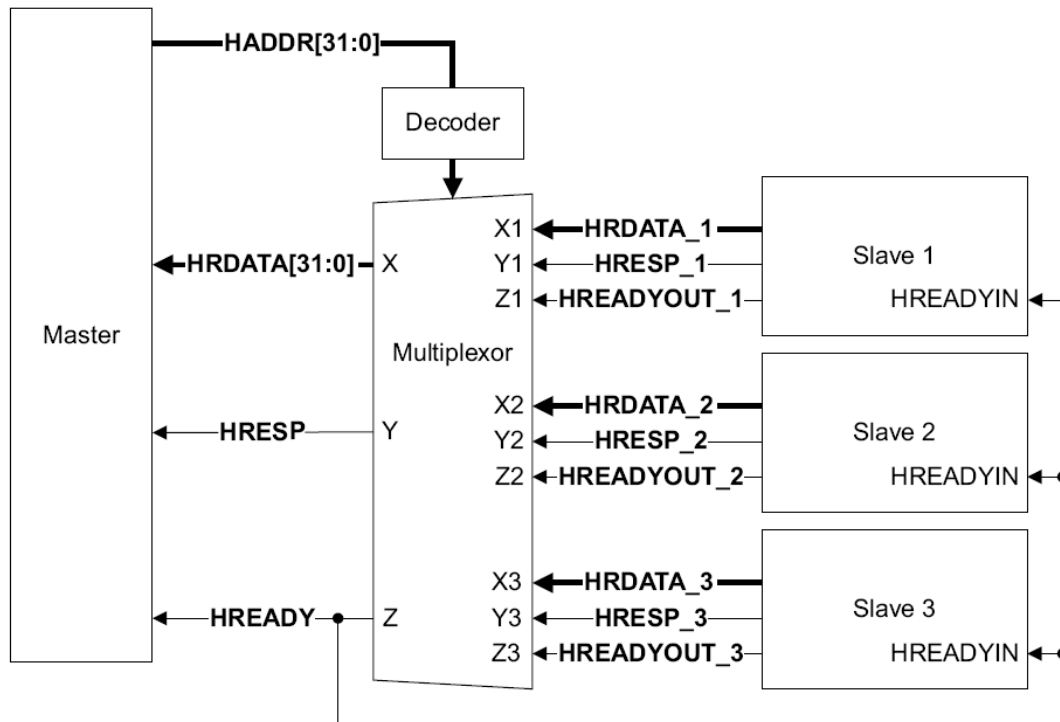 HADDR[31:0]
Decoder
Master
HRDATA[31:0]
X
Multiplexor
HRESP
Y
HREADY
Z
X1
HRDATA_1
Y1
HRESP_1
Z1
HREADYOUT_1
Slave 1
HREADYIN
X2
HRDATA_2
Y2
HRESP_2
Z2
HREADYOUT_2
Slave 2
HREADYIN
X3
HRDATA_3
Y3
HRESP_3
Z3
HREADYOUT_3
Slave 3
HREADYIN